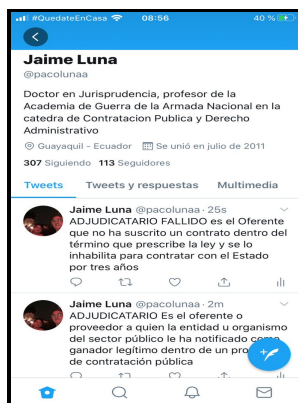 #QuedateEnCasa 08:56 40 %
Jaime Luna
@pacolunaa
Doctor en Jurisprudencia, profesor de la
Academia de Guerra de la Armada Nacional en la
catedra de Contratacion Publica y Derecho
Administrativo
Guayaquil - Ecuador Se unió en julio de 2011
307 Siguiendo 113 Seguidores
Tweets Tweets y respuestas Multimedia
Jaime Luna @pacolunaa · 25s
ADJUDICATARIO FALLIDO es el Oferente
que no ha suscrito un contrato dentro del
término que prescribe la ley y se lo
inhabilita para contratar con el Estado
por tres años
Jaime Luna @pacolunaa · 2m
ADJUDICATARIO Es el oferente o
proveedor a quien la entidad u organismo
del sector público le ha notificado como
ganador legítimo dentro de un pro
de contratación pública